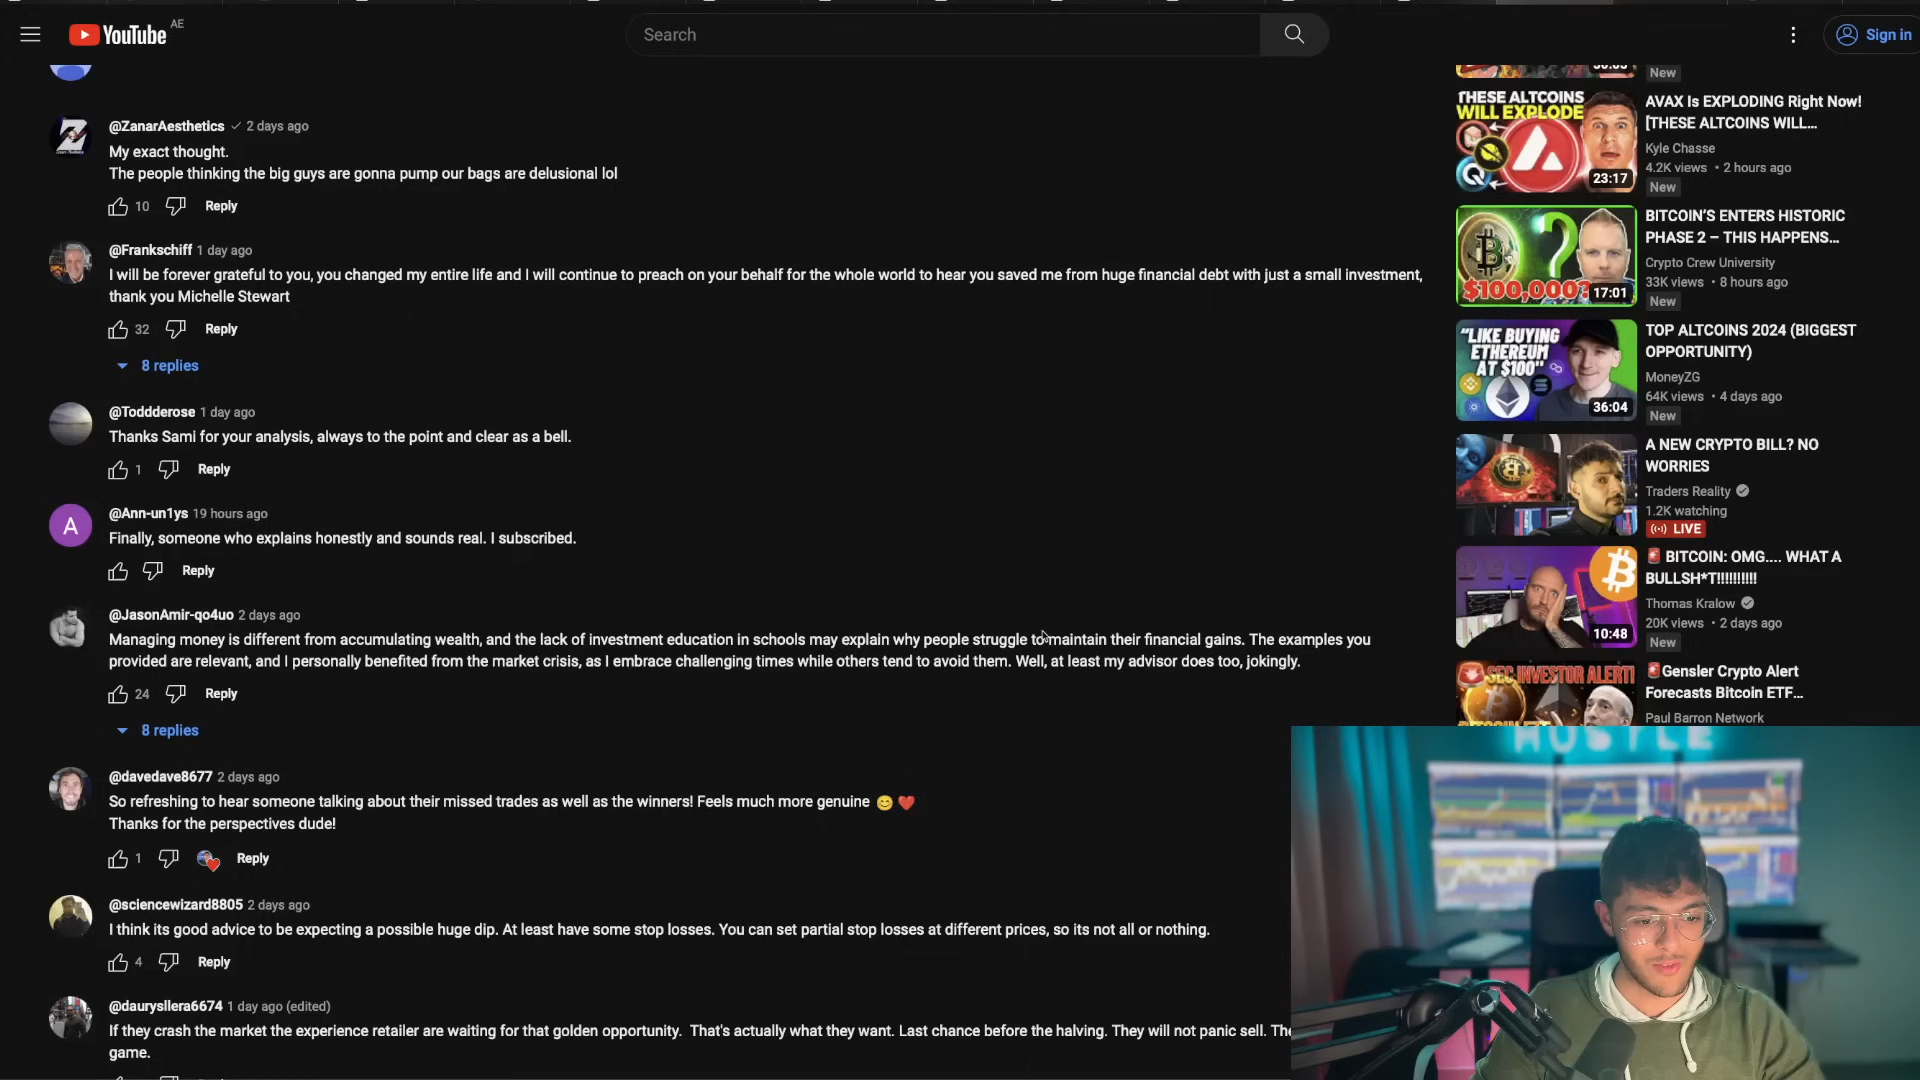 YouTube AE
Search
Sign in
@ZanarAesthetics 2 days ago
My exact thought.
The people thinking the big guys are gonna pump our bags are delusional lol
10 Reply
@Frankschiff 1 day ago
I will be forever grateful to you, you changed my entire life and I will continue to preach on your behalf for the whole world to hear you saved me from huge financial debt with just a small investment,
thank you Michelle Stewart
32 Reply
8 replies
@Toddderose 1 day ago
Thanks Sami for your analysis, always to the point and clear as a bell.
1 Reply
A
@Ann-un1ys 19 hours ago
Finally, someone who explains honestly and sounds real. I subscribed.
Reply
@JasonAmir-qo4uo 2 days ago
Managing money is different from accumulating wealth, and the lack of investment education in schools may explain why people struggle to maintain their financial gains. The examples you
provided are relevant, and I personally benefited from the market crisis, as I embrace challenging times while others tend to avoid them. Well, at least my advisor does too, jokingly.
24 Reply
8 replies
@davedave8677 2 days ago
So refreshing to hear someone talking about their missed trades as well as the winners! Feels much more genuine 😊 ❤️
Thanks for the perspectives dude!
1 Reply
@sciencewizard8805 2 days ago
I think its good advice to be expecting a possible huge dip. At least have some stop losses. You can set partial stop losses at different prices, so its not all or nothing.
4 Reply
@daurysllera6674 1 day ago (edited)
If they crash the market the experience retailer are waiting for that golden opportunity. That's actually what they want. Last chance before the halving. They will not panic sell.
game.
New
THESE ALTCOINS
WILL EXPLODE
23:17
AVAX Is EXPLODING Right Now!
[THESE ALTCOINS WILL...
Kyle Chasse
4.2K views • 2 hours ago
New
$100,000?
17:01
BITCOIN'S ENTERS HISTORIC
PHASE 2 – THIS HAPPENS...
Crypto Crew University
33K views • 8 hours ago
New
"LIKE BUYING
ETHEREUM
AT $100"
36:04
TOP ALTCOINS 2024 (BIGGEST
OPPORTUNITY)
MoneyZG
64K views • 4 days ago
New
A NEW CRYPTO BILL? NO
WORRIES
Traders Reality
1.2K watching
LIVE
10:48
🚨 BITCOIN: OMG.... WHAT A
BULLSH*T!!!!!!!!!!
Thomas Kralow
20K views • 2 days ago
New
SEC INVESTOR ALERT!
BITCOIN ETF
🚨Gensler Crypto Alert
Forecasts Bitcoin ETF...
Paul Barron Network
HUSTLE